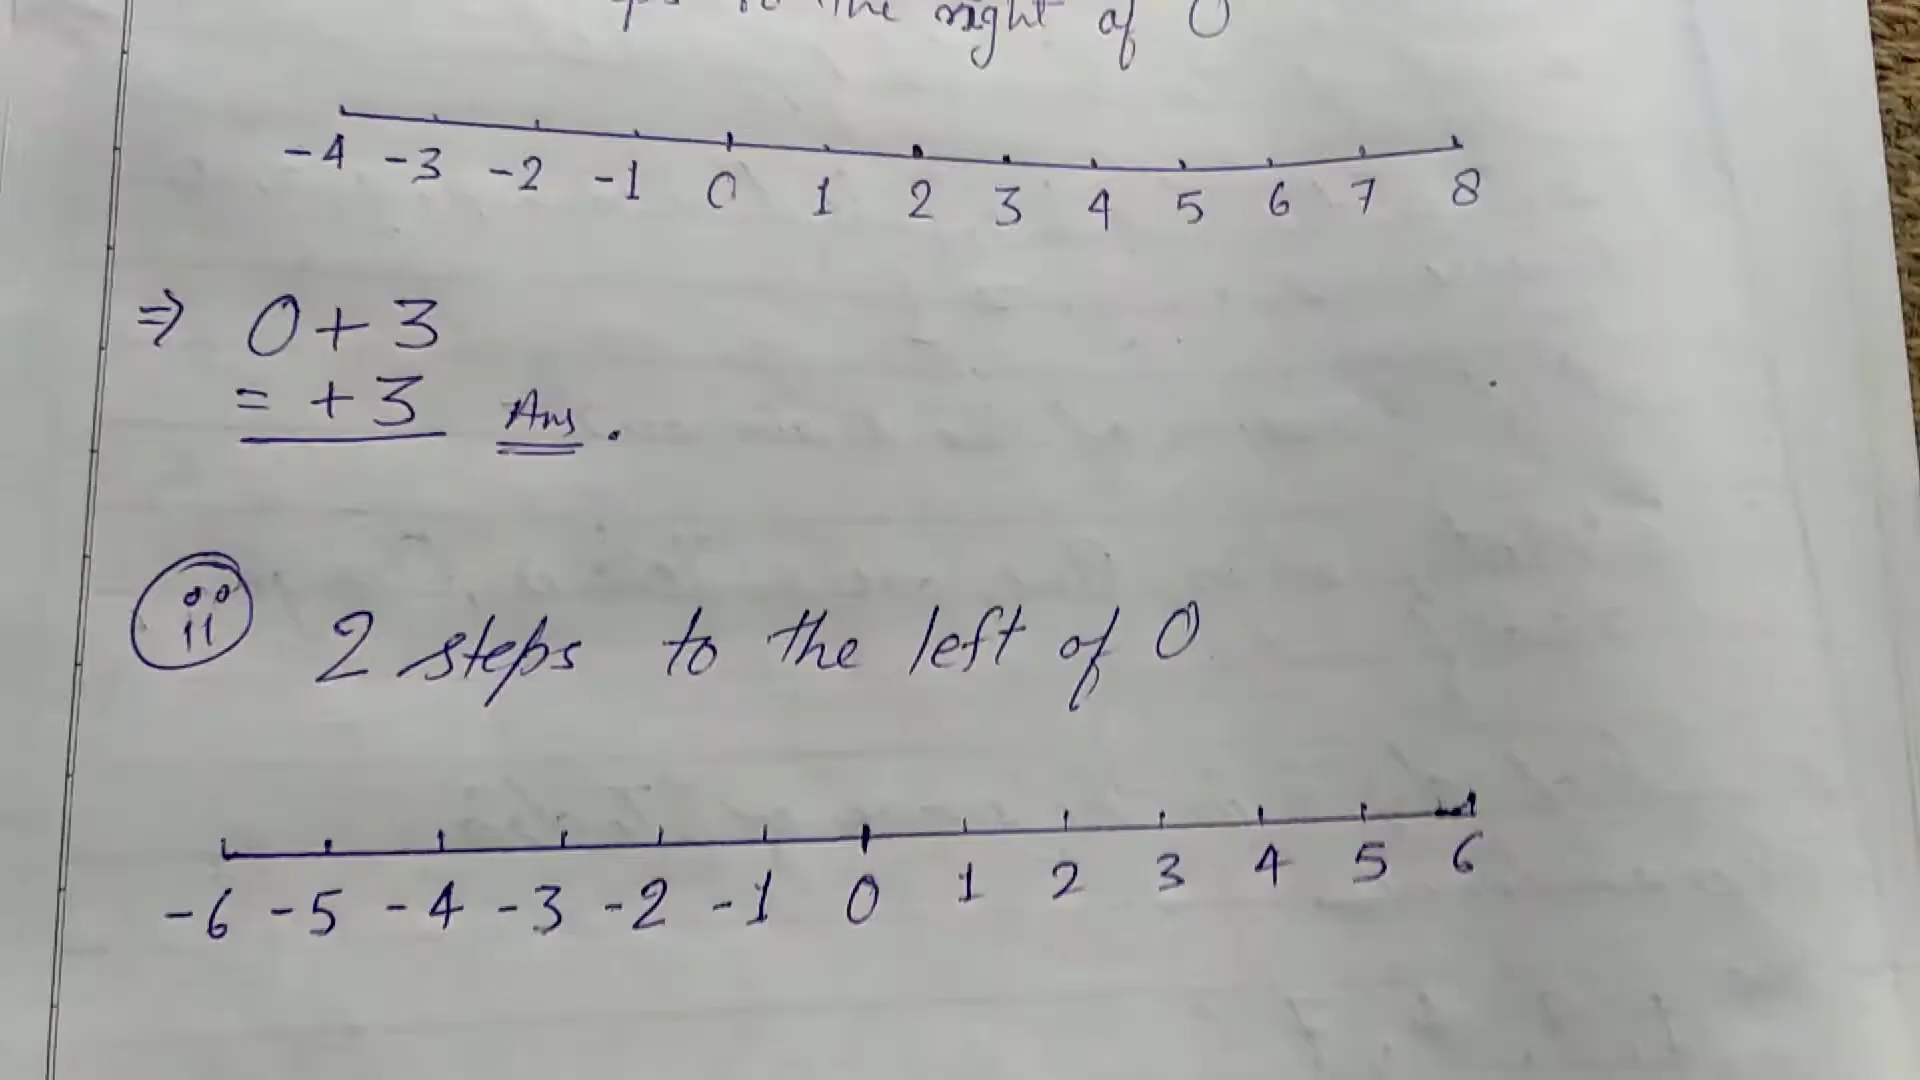 the right of 0
-4 -3 -2 -1 0 1 2 3 4 5 6 7 8
⇒ 0+3
= +3 Ans.
ii 2 steps to the left of 0
-6 -5 -4 -3 -2 -1 0 1 2 3 4 5 6